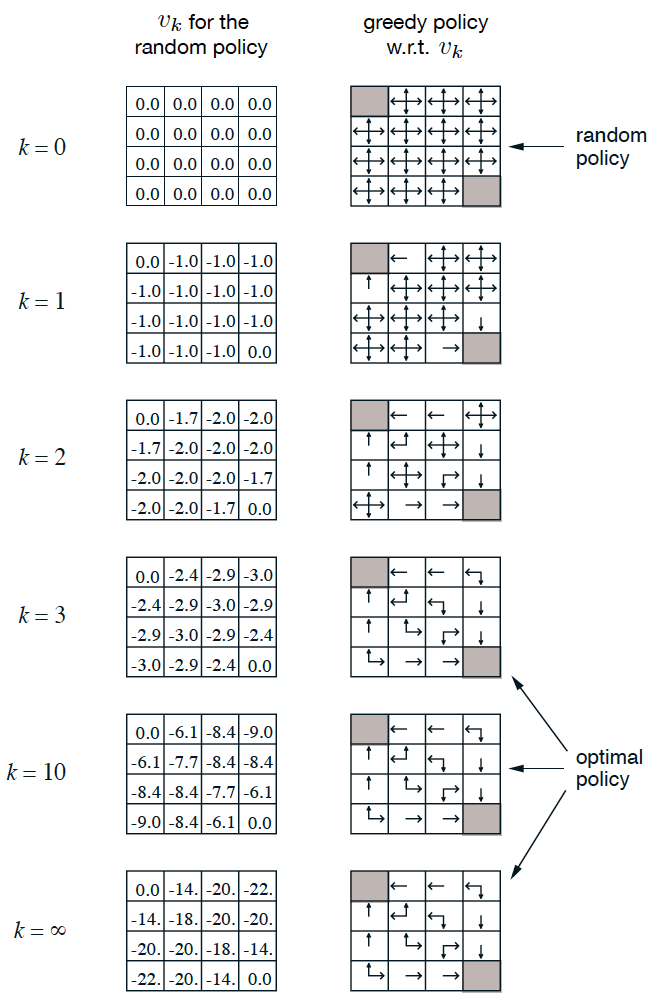 vk for the
random policy
greedy policy
w.r.t. vk
k = 0
0.0 0.0 0.0 0.0
0.0 0.0 0.0 0.0
0.0 0.0 0.0 0.0
0.0 0.0 0.0 0.0
random
policy
k = 1
0.0 -1.0 -1.0 -1.0
-1.0 -1.0 -1.0 -1.0
-1.0 -1.0 -1.0 -1.0
-1.0 -1.0 -1.0 0.0
k = 2
0.0 -1.7 -2.0 -2.0
-1.7 -2.0 -2.0 -2.0
-2.0 -2.0 -2.0 -1.7
-2.0 -2.0 -1.7 0.0
k = 3
0.0 -2.4 -2.9 -3.0
-2.4 -2.9 -3.0 -2.9
-2.9 -3.0 -2.9 -2.4
-3.0 -2.9 -2.4 0.0
k = 10
0.0 -6.1 -8.4 -9.0
-6.1 -7.7 -8.4 -8.4
-8.4 -8.4 -7.7 -6.1
-9.0 -8.4 -6.1 0.0
optimal
policy
k = ∞
0.0 -14. -20. -22.
-14. -18. -20. -20.
-20. -20. -18. -14.
-22. -20. -14. 0.0